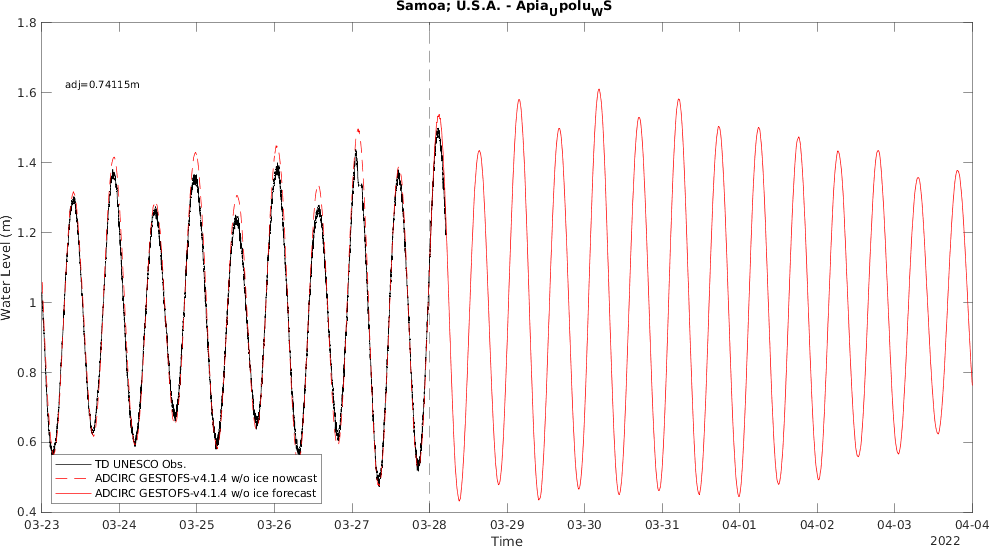 Samoa; U.S.A. - ApiaUpoluWS
adj=0.74115m
Water Level (m)
1.8
1.6
1.4
1.2
1
0.8
0.6
0.4
TD UNESCO Obs.
ADCIRC GESTOFS-v4.1.4 w/o ice nowcast
ADCIRC GESTOFS-v4.1.4 w/o ice forecast
03-23 03-24 03-25 03-26 03-27 03-28 03-29 03-30 03-31 04-01 04-02 04-03 04-04
Time
2022